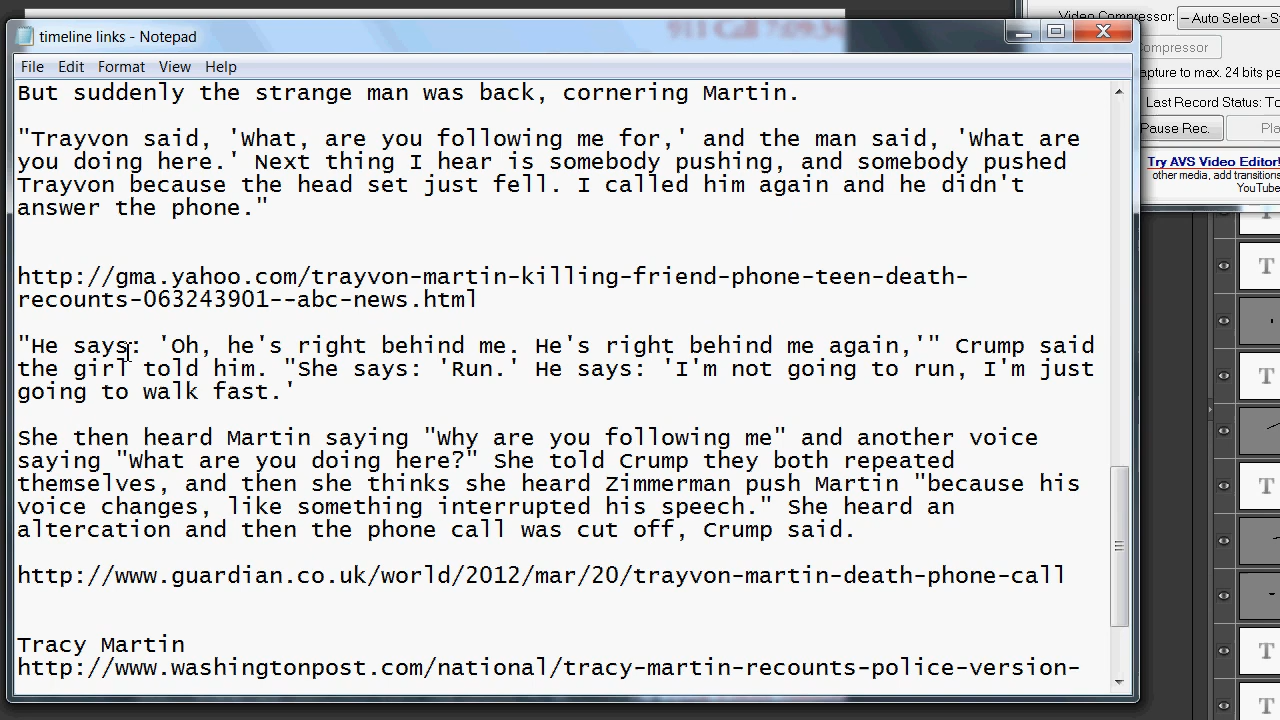 911 Call 7:09:34
Video Compressor: -- Auto Select - S
timeline links - Notepad
ompressor
File Edit Format View Help
apture to max. 24 bits pe
But suddenly the strange man was back, cornering Martin.
Last Record Status: To
Pause Rec. Pla
"Trayvon said, 'What, are you following me for,' and the man said, 'What are
you doing here.' Next thing I hear is somebody pushing, and somebody pushed
Trayvon because the head set just fell. I called him again and he didn't
answer the phone."
Try AVS Video Editor!
other media, add transitions
YouTube
http://gma.yahoo.com/trayvon-martin-killing-friend-phone-teen-death-
recounts-063243901--abc-news.html
"He says: 'Oh, he's right behind me. He's right behind me again,'" Crump said
the girl told him. "She says: 'Run.' He says: 'I'm not going to run, I'm just
going to walk fast.'
She then heard Martin saying "Why are you following me" and another voice
saying "What are you doing here?" She told Crump they both repeated
themselves, and then she thinks she heard Zimmerman push Martin "because his
voice changes, like something interrupted his speech." She heard an
altercation and then the phone call was cut off, Crump said.
http://www.guardian.co.uk/world/2012/mar/20/trayvon-martin-death-phone-call
Tracy Martin
http://www.washingtonpost.com/national/tracy-martin-recounts-police-version-